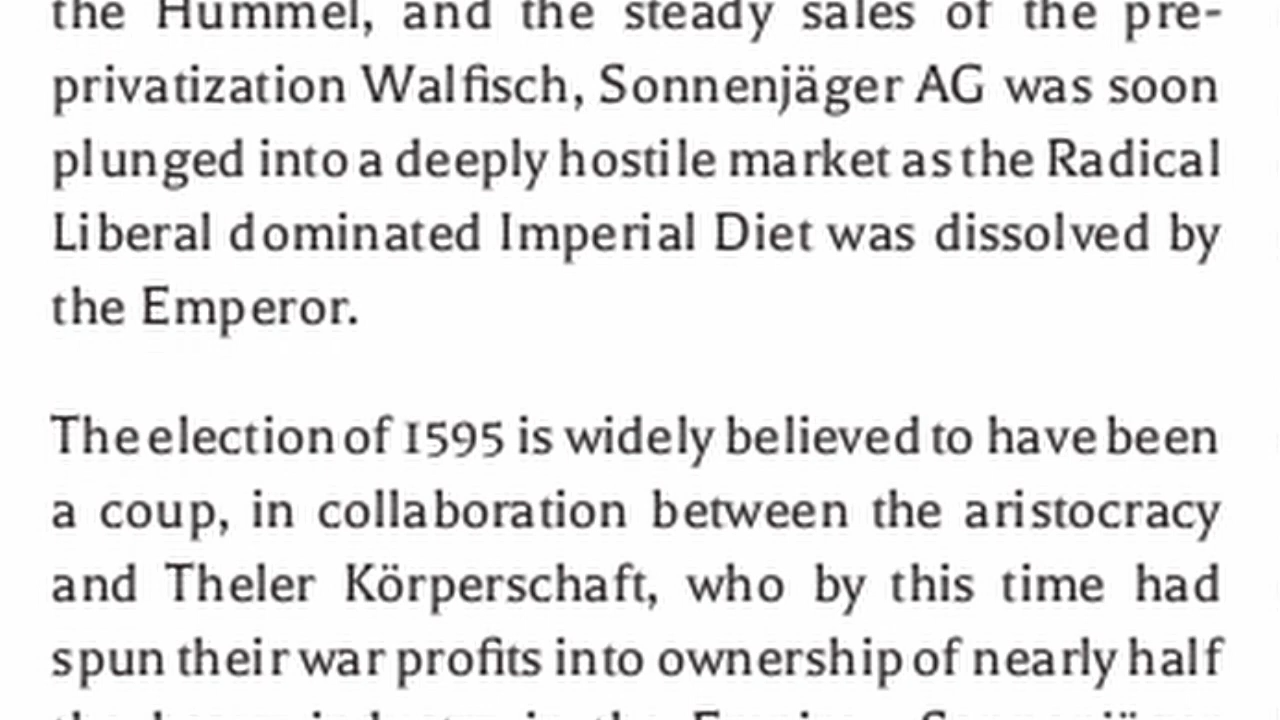 the Hummel, and the steady sales of the pre-
privatization Walfisch, Sonnenjäger AG was soon
plunged into a deeply hostile market as the Radical
Liberal dominated Imperial Diet was dissolved by
the Emperor.
The election of 1595 is widely believed to have been
a coup, in collaboration between the aristocracy
and Theler Körperschaft, who by this time had
spun their war profits into ownership of nearly half